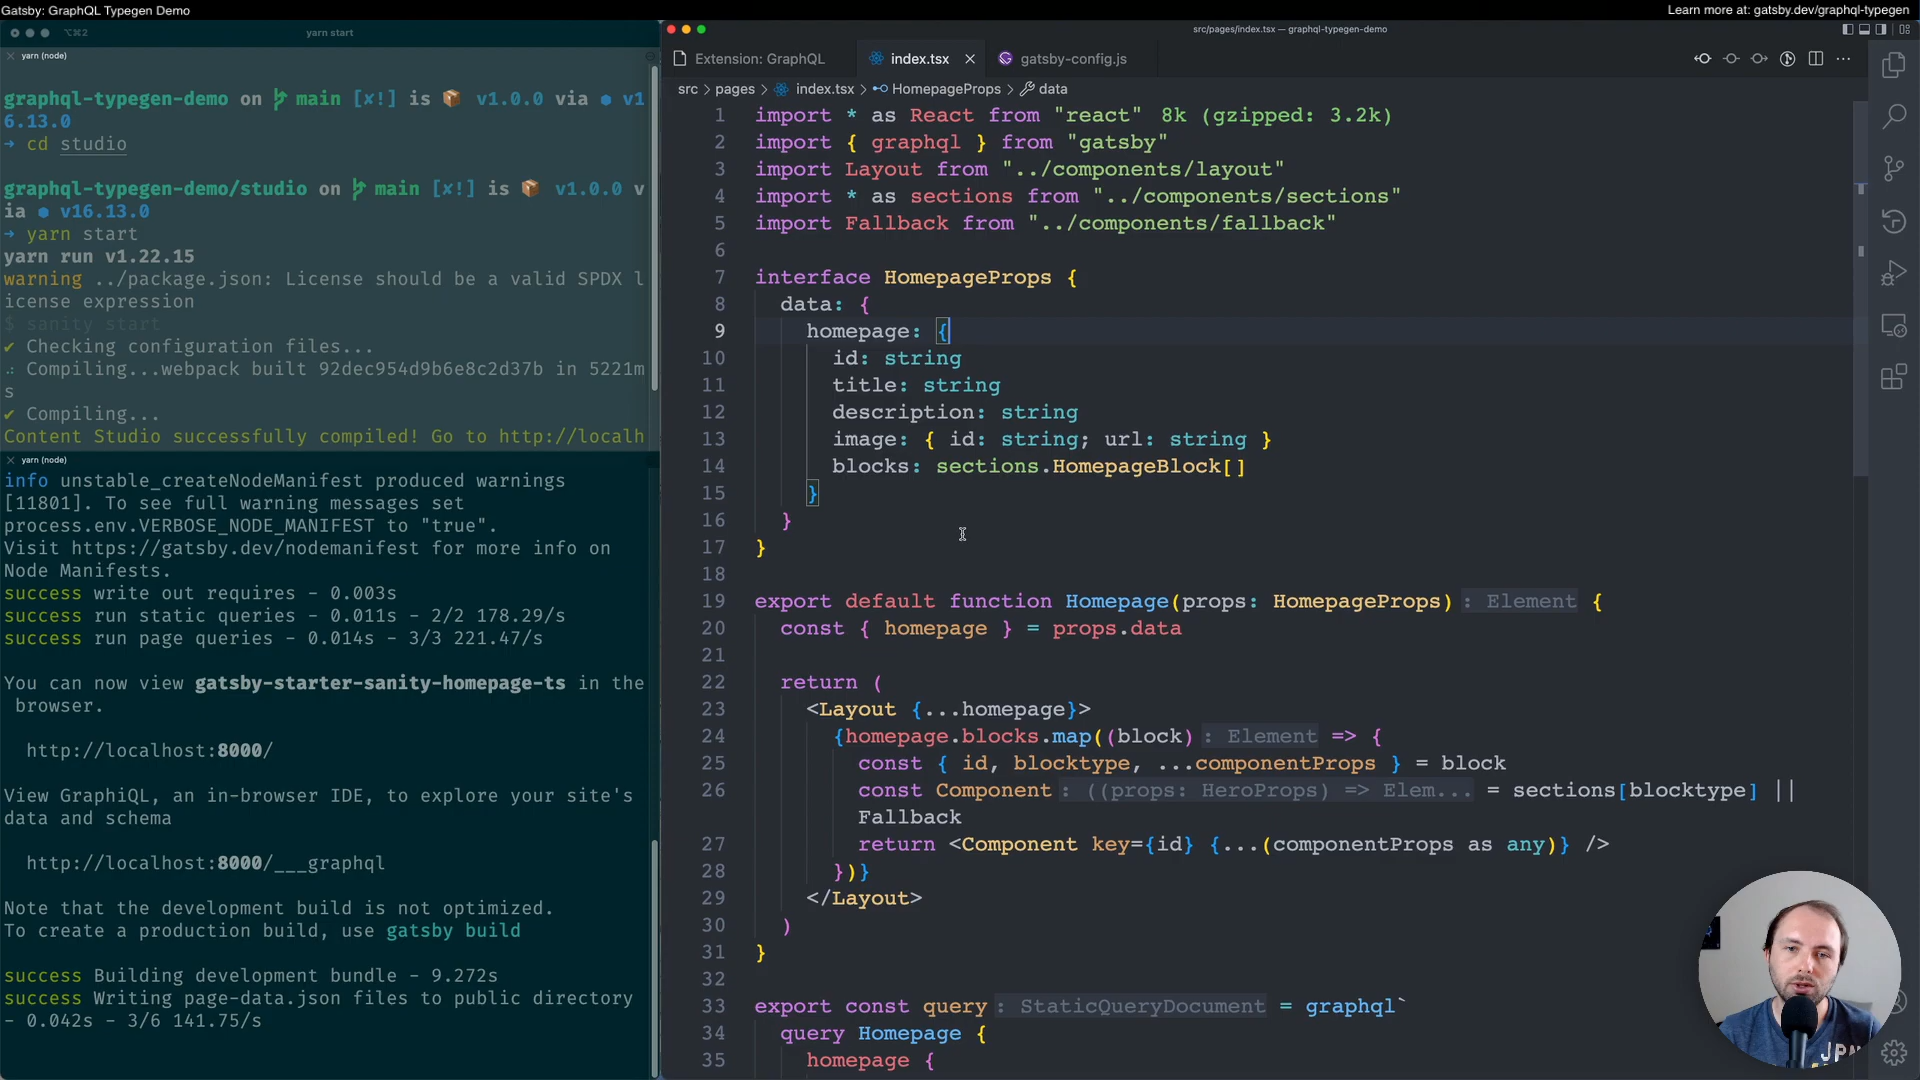 Gatsby: GraphQL Typegen Demo
Learn more at: gatsby.dev/graphql-typegen
⌥⌘2
yarn start
yarn (node)
graphql-typegen-demo on main [✘!] is 📦 v1.0.0 via ⬢ v1
6.13.0
→ cd studio
graphql-typegen-demo/studio on main [✘!] is 📦 v1.0.0 v
ia ⬢ v16.13.0
→ yarn start
yarn run v1.22.15
warning ../package.json: License should be a valid SPDX l
icense expression
$ sanity start
✔ Checking configuration files...
Compiling...webpack built 92dec954d9b6e8c2d37b in 5221m
s
✔ Compiling...
Content Studio successfully compiled! Go to http://localh
yarn (node)
info unstable_createNodeManifest produced warnings
[11801]. To see full warning messages set
process.env.VERBOSE_NODE_MANIFEST to "true".
Visit https://gatsby.dev/nodemanifest for more info on
Node Manifests.
success write out requires - 0.003s
success run static queries - 0.011s - 2/2 178.29/s
success run page queries - 0.014s - 3/3 221.47/s
You can now view gatsby-starter-sanity-homepage-ts in the
browser.
http://localhost:8000/
View GraphiQL, an in-browser IDE, to explore your site's
data and schema
http://localhost:8000/___graphql
Note that the development build is not optimized.
To create a production build, use gatsby build
success Building development bundle - 9.272s
success Writing page-data.json files to public directory
- 0.042s - 3/6 141.75/s
src/pages/index.tsx — graphql-typegen-demo
Extension: GraphQL
index.tsx
gatsby-config.js
src > pages > index.tsx > HomepageProps > data
1 import * as React from "react" 8k (gzipped: 3.2k)
2 import { graphql } from "gatsby"
3 import Layout from "../components/layout"
4 import * as sections from "../components/sections"
5 import Fallback from "../components/fallback"
6
7 interface HomepageProps {
8 data: {
9 homepage: {
10 id: string
11 title: string
12 description: string
13 image: { id: string; url: string }
14 blocks: sections.HomepageBlock[]
15 }
16 }
17 }
18
19 export default function Homepage(props: HomepageProps) : Element {
20 const { homepage } = props.data
21
22 return (
23 <Layout {...homepage}>
24 {homepage.blocks.map((block) : Element => {
25 const { id, blocktype, ...componentProps } = block
26 const Component : ((props: HeroProps) => Elem... = sections[blocktype] ||
Fallback
27 return <Component key={id} {...(componentProps as any)} />
28 })}
29 </Layout>
30 )
31 }
32
33 export const query : StaticQueryDocument = graphql`
34 query Homepage {
35 homepage {